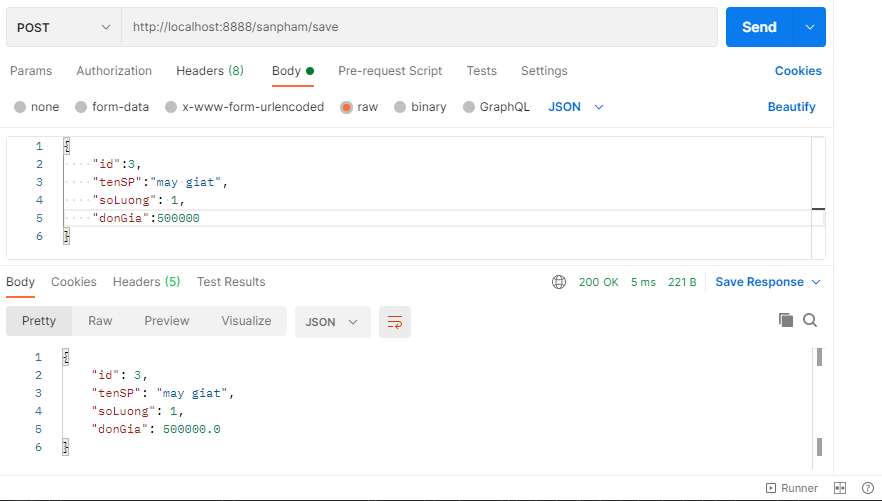 POST http://localhost:8888/sanpham/save Send
Params Authorization Headers (8) Body Pre-request Script Tests Settings Cookies
none form-data x-www-form-urlencoded raw binary GraphQL JSON Beautify
1 {
2 "id":3,
3 "tenSP":"may giat",
4 "soLuong": 1,
5 "donGia":500000
6 }
Body Cookies Headers (5) Test Results 200 OK 5 ms 221 B Save Response
Pretty Raw Preview Visualize JSON
1 {
2 "id": 3,
3 "tenSP": "may giat",
4 "soLuong": 1,
5 "donGia": 500000.0
6 }
Runner ?